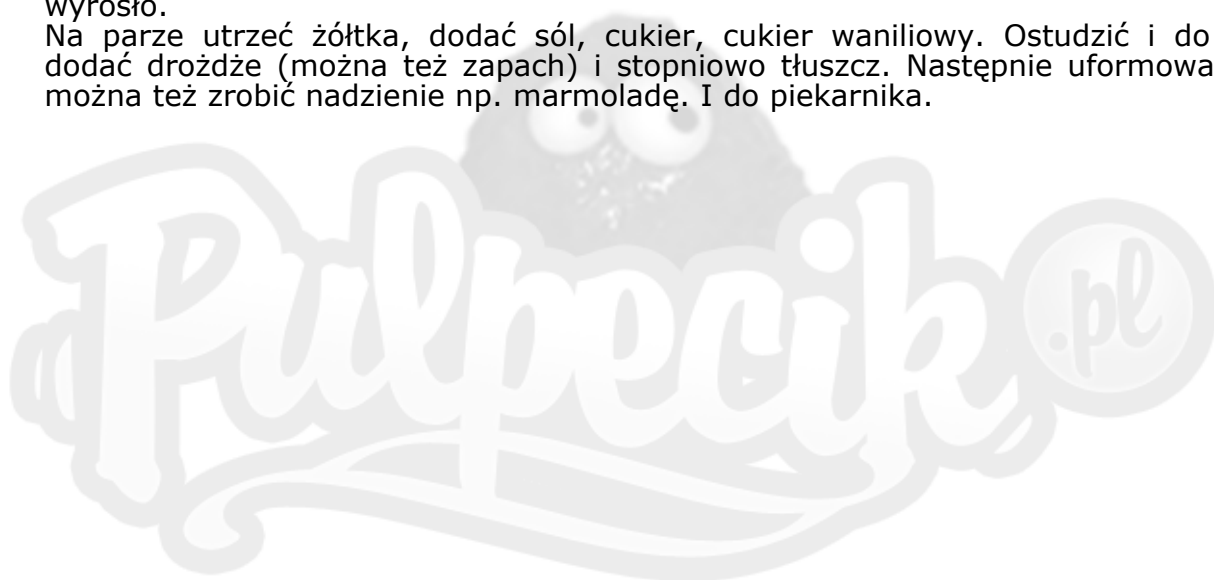 wyrosło.
Na parze utrzeć żółtka, dodać sól, cukier, cukier waniliowy. Ostudzić i do
dodać drożdże (można też zapach) i stopniowo tłuszcz. Następnie uformowa
można też zrobić nadzienie np. marmoladę. I do piekarnika.
Pulpecik.pl